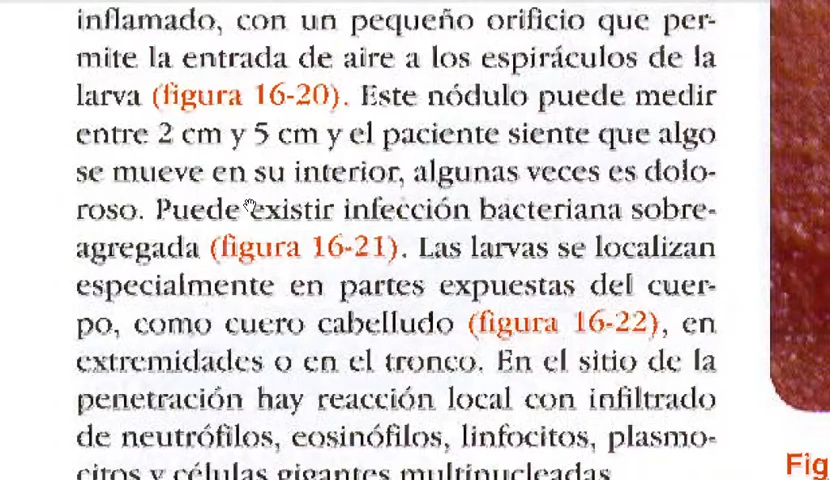 inflamado, con un pequeño orificio que per-
mite la entrada de aire a los espiráculos de la
larva (figura 16-20). Este nódulo puede medir
entre 2 cm y 5 cm y el paciente siente que algo
se mueve en su interior, algunas veces es dolo-
roso. Puede existir infección bacteriana sobre-
agregada (figura 16-21). Las larvas se localizan
especialmente en partes expuestas del cuer-
po, como cuero cabelludo (figura 16-22), en
extremidades o en el tronco. En el sitio de la
penetración hay reacción local con infiltrado
de neutrófilos, eosinófilos, linfocitos, plasmo-
citos y células gigantes multinucleadas
Fig